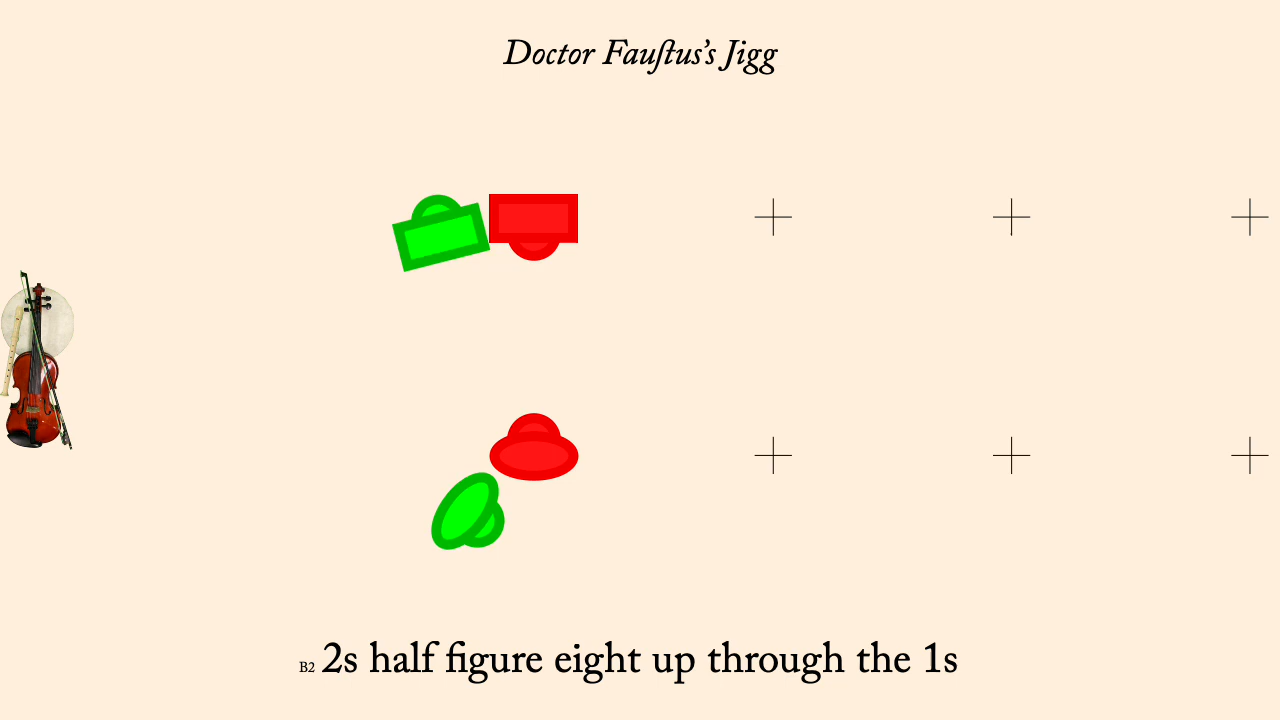 Doctor Fauſtus’s Jigg
B2 2s half figure eight up through the 1s